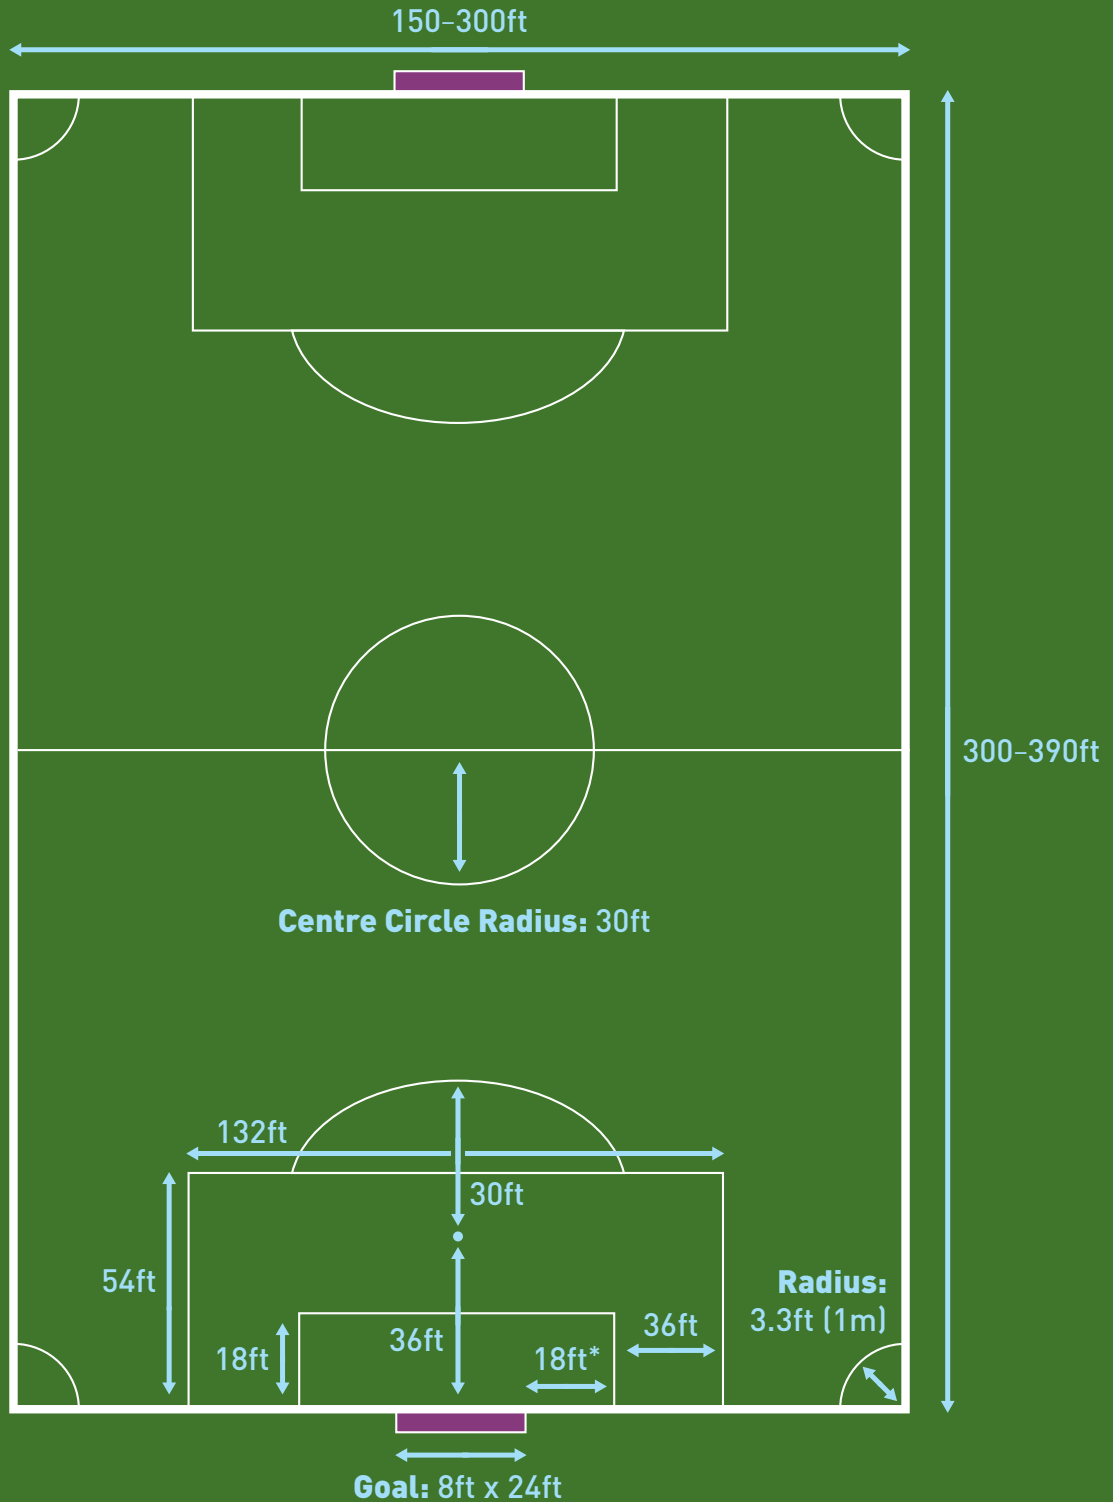 150–300ft
300–390ft
Centre Circle Radius: 30ft
132ft
30ft
54ft
Radius:
3.3ft (1m)
36ft
36ft
18ft
18ft*
Goal: 8ft x 24ft